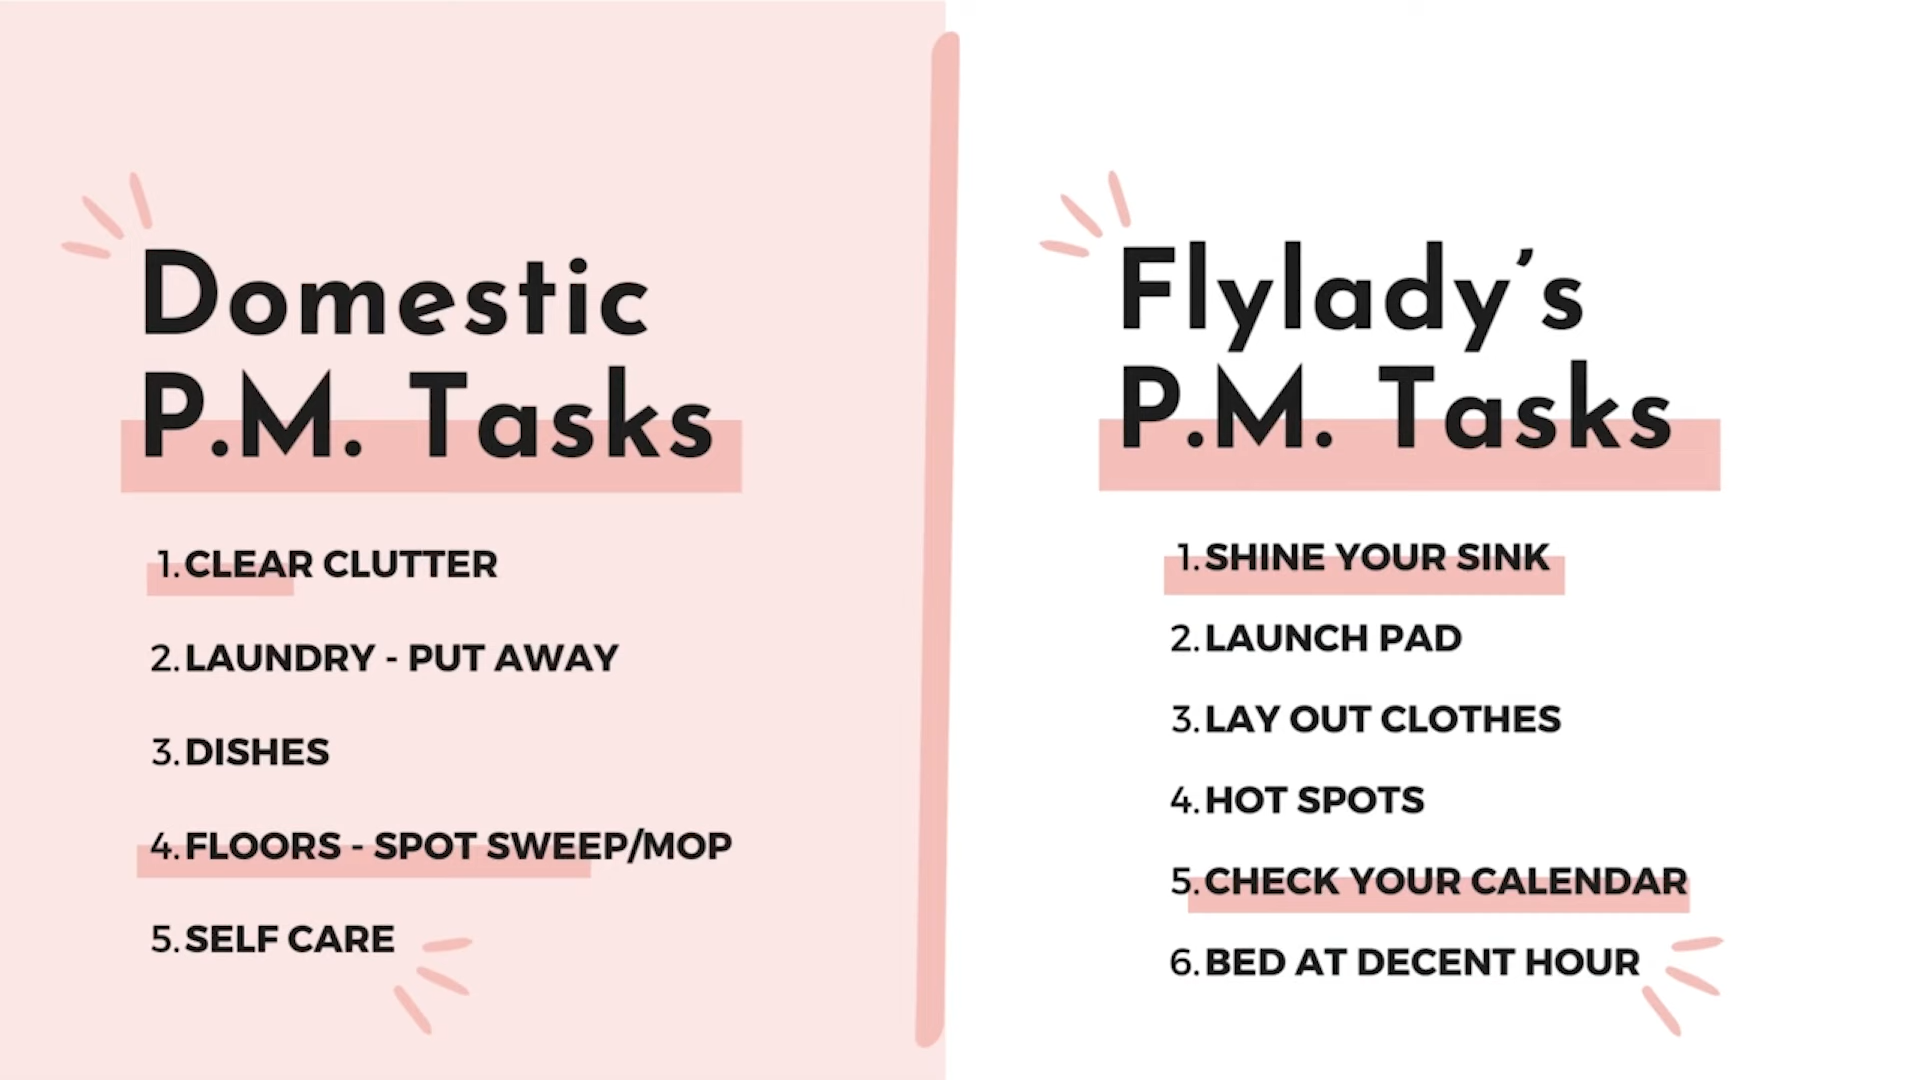 Domestic
P.M. Tasks
1. CLEAR CLUTTER
2. LAUNDRY - PUT AWAY
3. DISHES
4. FLOORS - SPOT SWEEP/MOP
5. SELF CARE
Flylady's
P.M. Tasks
1. SHINE YOUR SINK
2. LAUNCH PAD
3. LAY OUT CLOTHES
4. HOT SPOTS
5. CHECK YOUR CALENDAR
6. BED AT DECENT HOUR